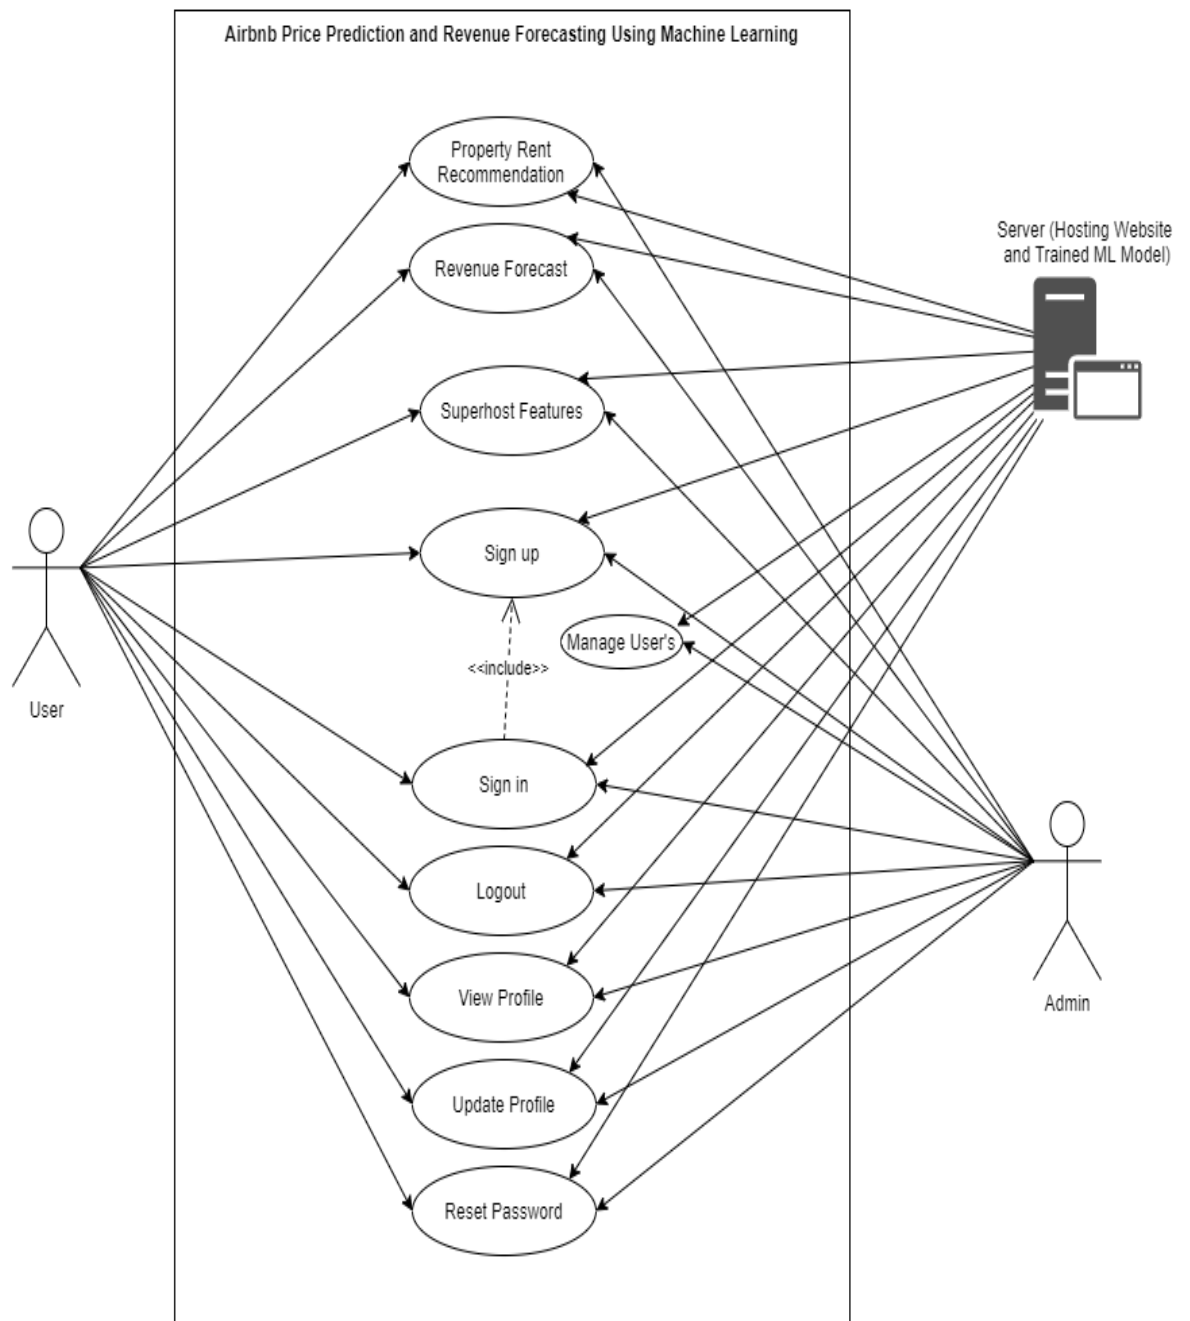 Airbnb Price Prediction and Revenue Forecasting Using Machine Learning
Property Rent
Recommendation
Server (Hosting Website
and Trained ML Model)
Revenue Forecast
Superhost Features
Sign up
Manage User's
<<include>>
User
Sign in
Logout
View Profile
Admin
Update Profile
Reset Password